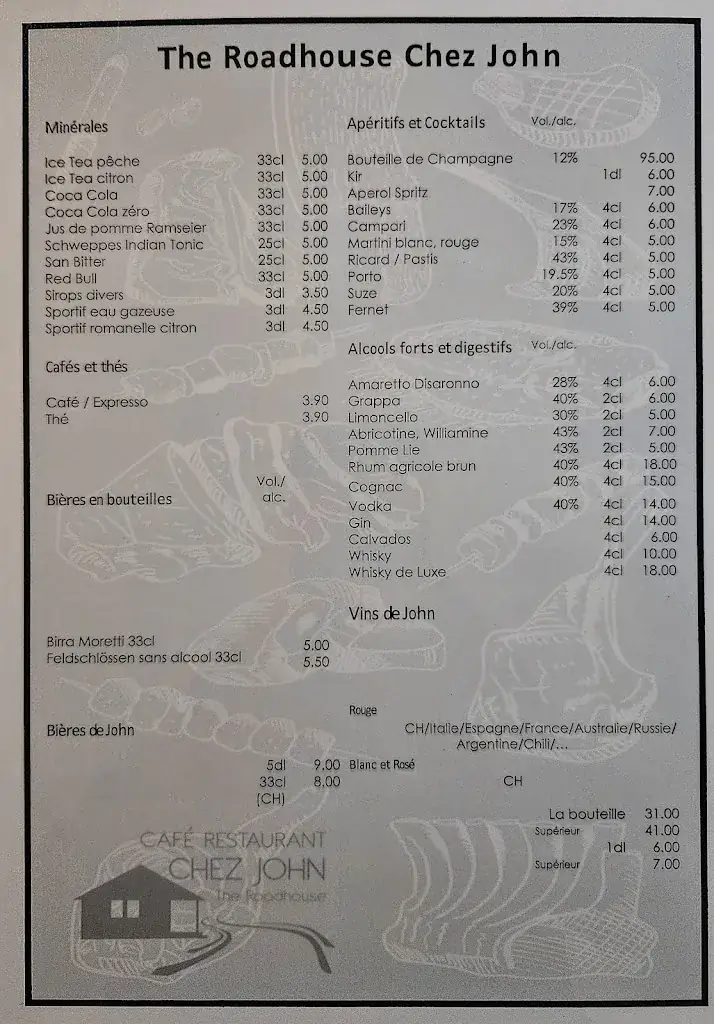 The Roadhouse Chez John
Minérales
Ice Tea pêche 33cl 5.00
Ice Tea citron 33cl 5.00
Coca Cola 33cl 5.00
Coca Cola zéro 33cl 5.00
Jus de pomme Ramseier 33cl 5.00
Schweppes Indian Tonic 25cl 5.00
San Bitter 25cl 5.00
Red Bull 33cl 5.00
Sirops divers 3dl 3.50
Sportif eau gazeuse 3dl 4.50
Sportif romanelle citron 3dl 4.50
Cafés et thés
Café / Expresso 3.90
Thé 3.90
Bières en bouteilles Vol./
alc.
Birra Moretti 33cl 5.00
Feldschlössen sans alcool 33cl 5.50
Bières de John
5dl 9.00
33cl 8.00
(CH)
CAFÉ RESTAURANT
CHEZ JOHN
The Roadhouse
Apéritifs et Cocktails Vol./alc.
Bouteille de Champagne 12% 95.00
Kir 1dl 6.00
Aperol Spritz 7.00
Baileys 17% 4cl 6.00
Campari 23% 4cl 6.00
Martini blanc, rouge 15% 4cl 5.00
Ricard / Pastis 43% 4cl 5.00
Porto 19.5% 4cl 5.00
Suze 20% 4cl 5.00
Fernet 39% 4cl 5.00
Alcools forts et digestifs Vol./alc.
Amaretto Disaronno 28% 4cl 6.00
Grappa 40% 2cl 6.00
Limoncello 30% 2cl 5.00
Abricotine, Williamine 43% 2cl 7.00
Pomme Lie 43% 2cl 5.00
Rhum agricole brun 40% 4cl 18.00
Cognac 40% 4cl 15.00
Vodka 40% 4cl 14.00
Gin 4cl 14.00
Calvados 4cl 6.00
Whisky 4cl 10.00
Whisky de Luxe 4cl 18.00
Vins de John
Rouge
CH/Italie/Espagne/France/Australie/Russie/
Argentine/Chili/...
Blanc et Rosé
CH
La bouteille 31.00
Supérieur 41.00
1dl 6.00
Supérieur 7.00